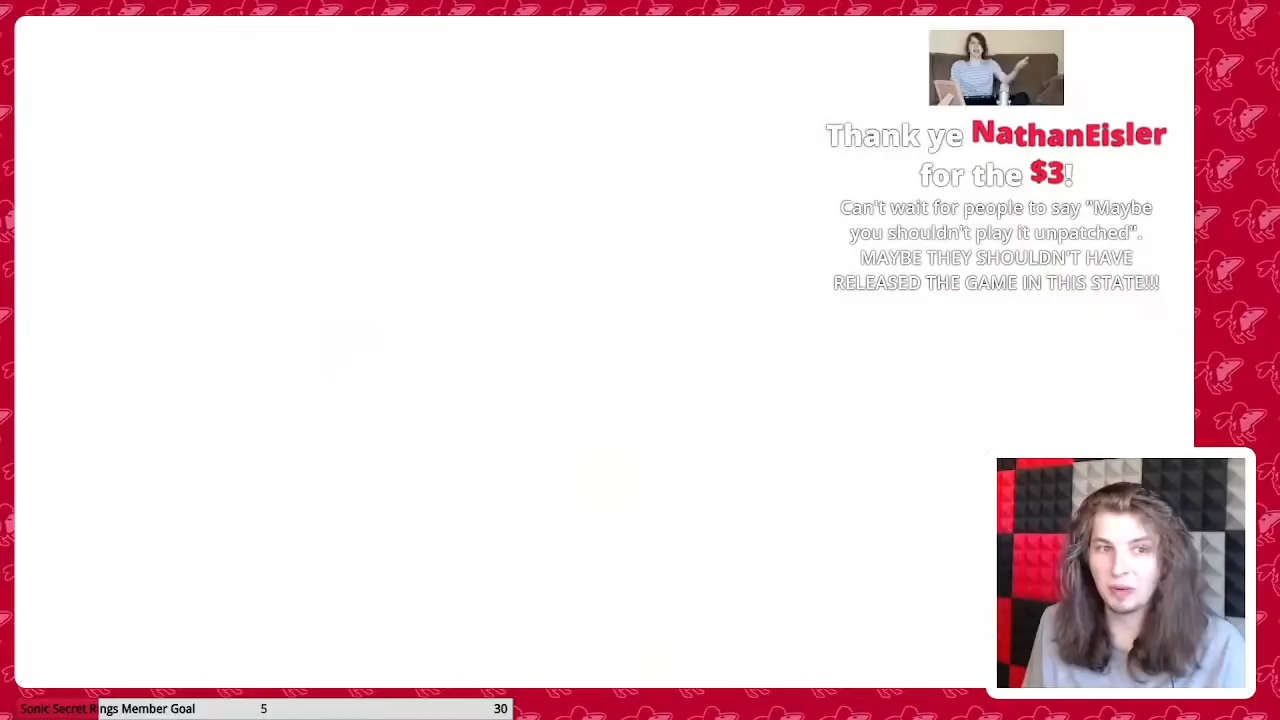 Thank ye NathanEisler
for the $3!
Can't wait for people to say "Maybe
you shouldn't play it unpatched".
MAYBE THEY SHOULDN'T HAVE
RELEASED THE GAME IN THIS STATE!!!
Sonic Secret Rings Member Goal 5 30